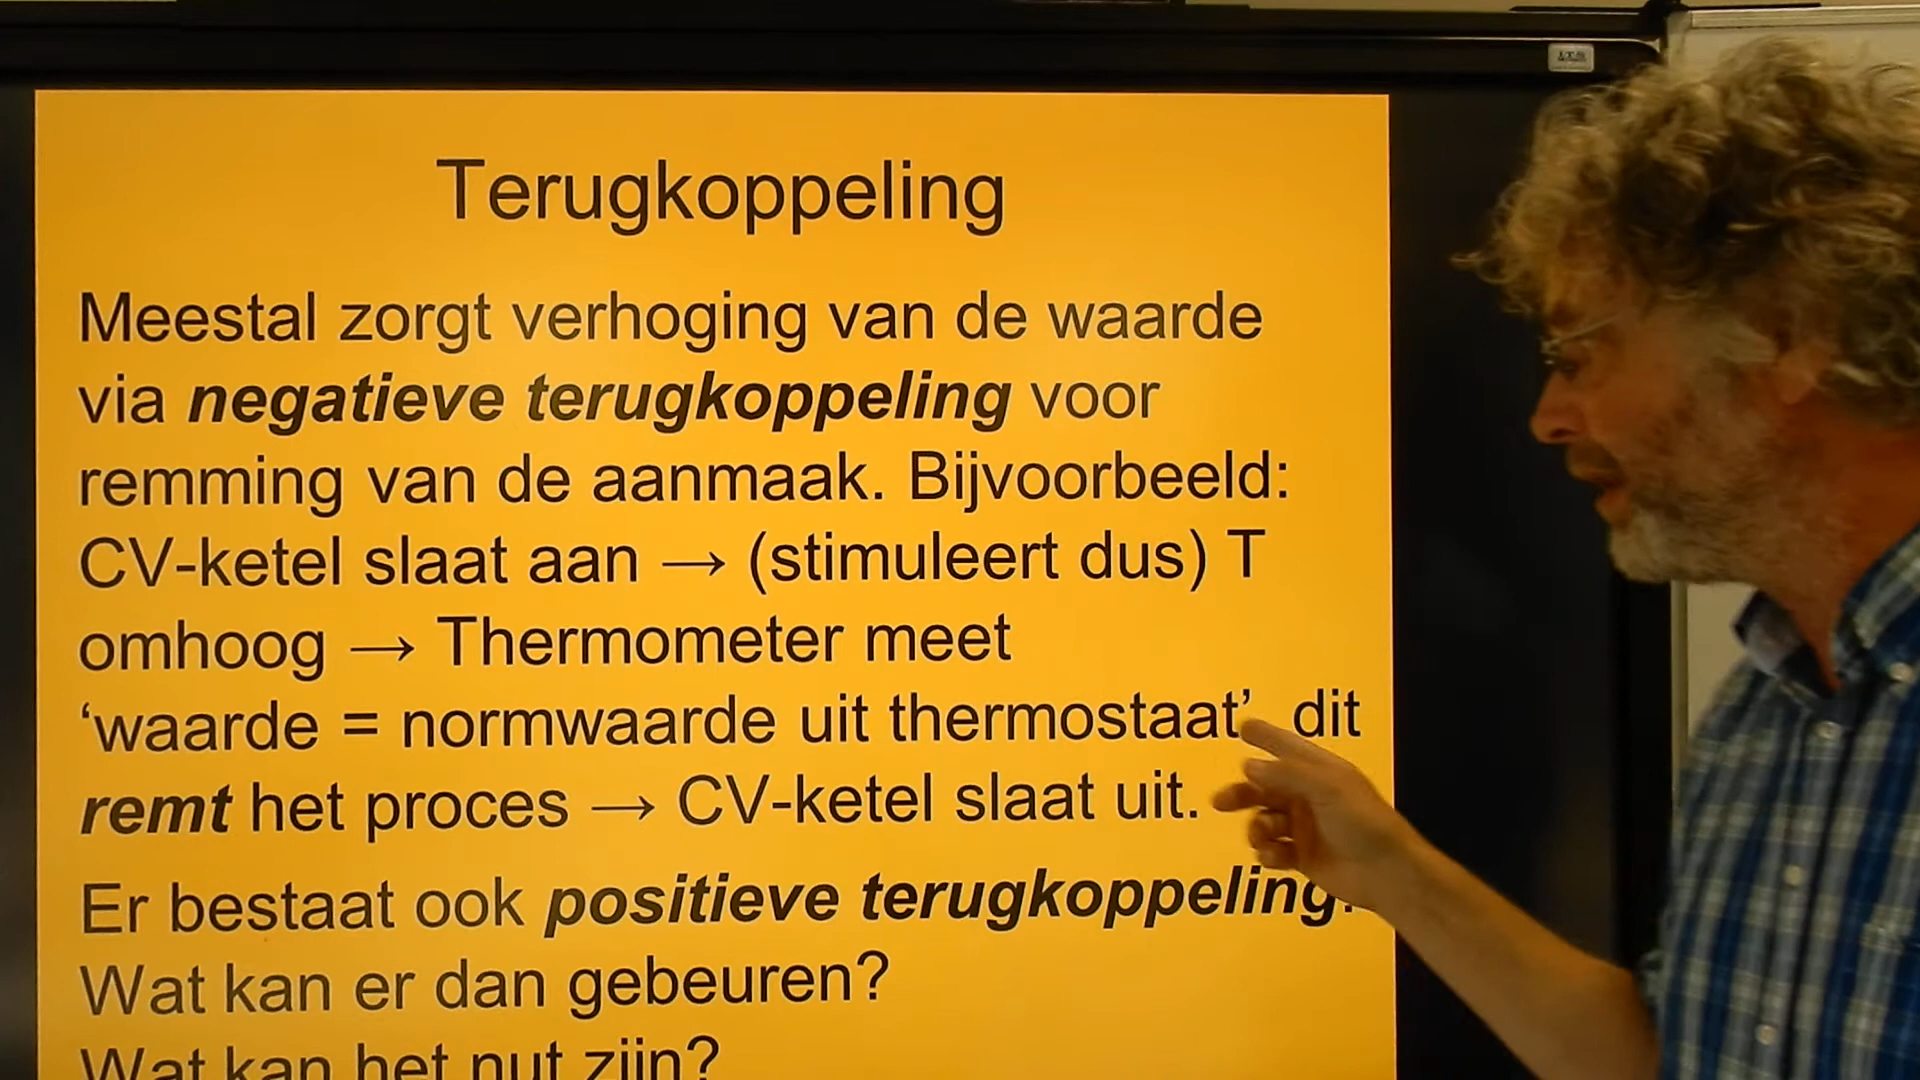 Terugkoppeling
Meestal zorgt verhoging van de waarde
via negatieve terugkoppeling voor
remming van de aanmaak. Bijvoorbeeld:
CV-ketel slaat aan → (stimuleert dus) T
omhoog → Thermometer meet
‘waarde = normwaarde uit thermostaat’ dit
remt het proces → CV-ketel slaat uit.
Er bestaat ook positieve terugkoppeling.
Wat kan er dan gebeuren?
Wat kan het nut zijn?